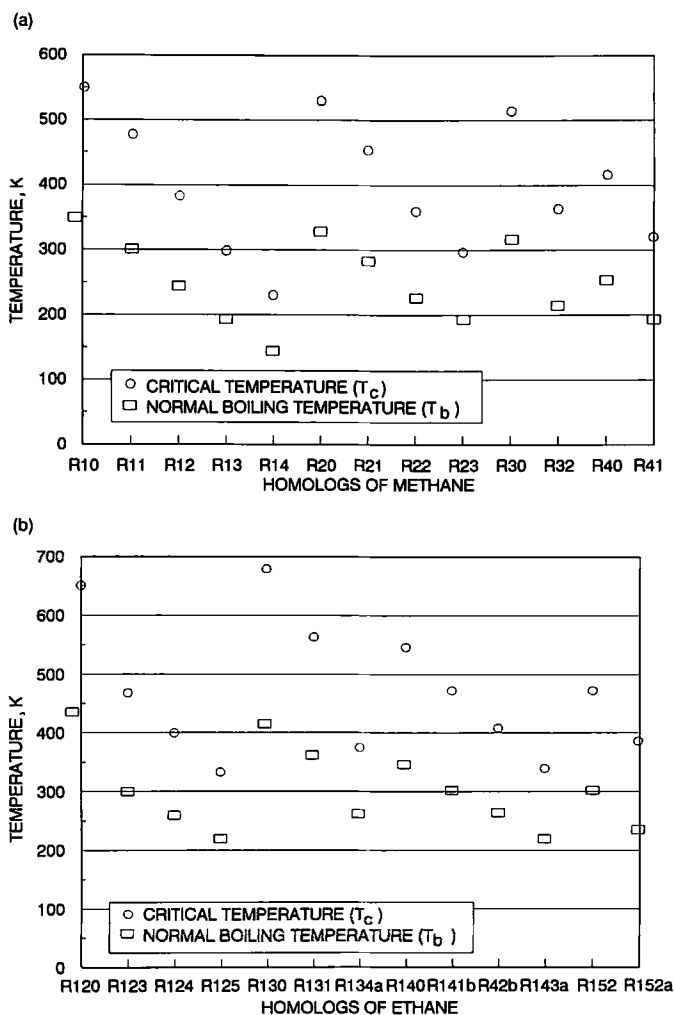 (a)
600
500
400
300
200
100
0
TEMPERATURE, K
○ CRITICAL TEMPERATURE (Tc)
□ NORMAL BOILING TEMPERATURE (Tb)
R10 R11 R12 R13 R14 R20 R21 R22 R23 R30 R32 R40 R41
HOMOLOGS OF METHANE
(b)
700
600
500
400
300
200
100
0
TEMPERATURE, K
○ CRITICAL TEMPERATURE (Tc)
□ NORMAL BOILING TEMPERATURE (Tb)
R120 R123 R124 R125 R130 R131 R134a R140 R141b R42b R143a R152 R152a
HOMOLOGS OF ETHANE